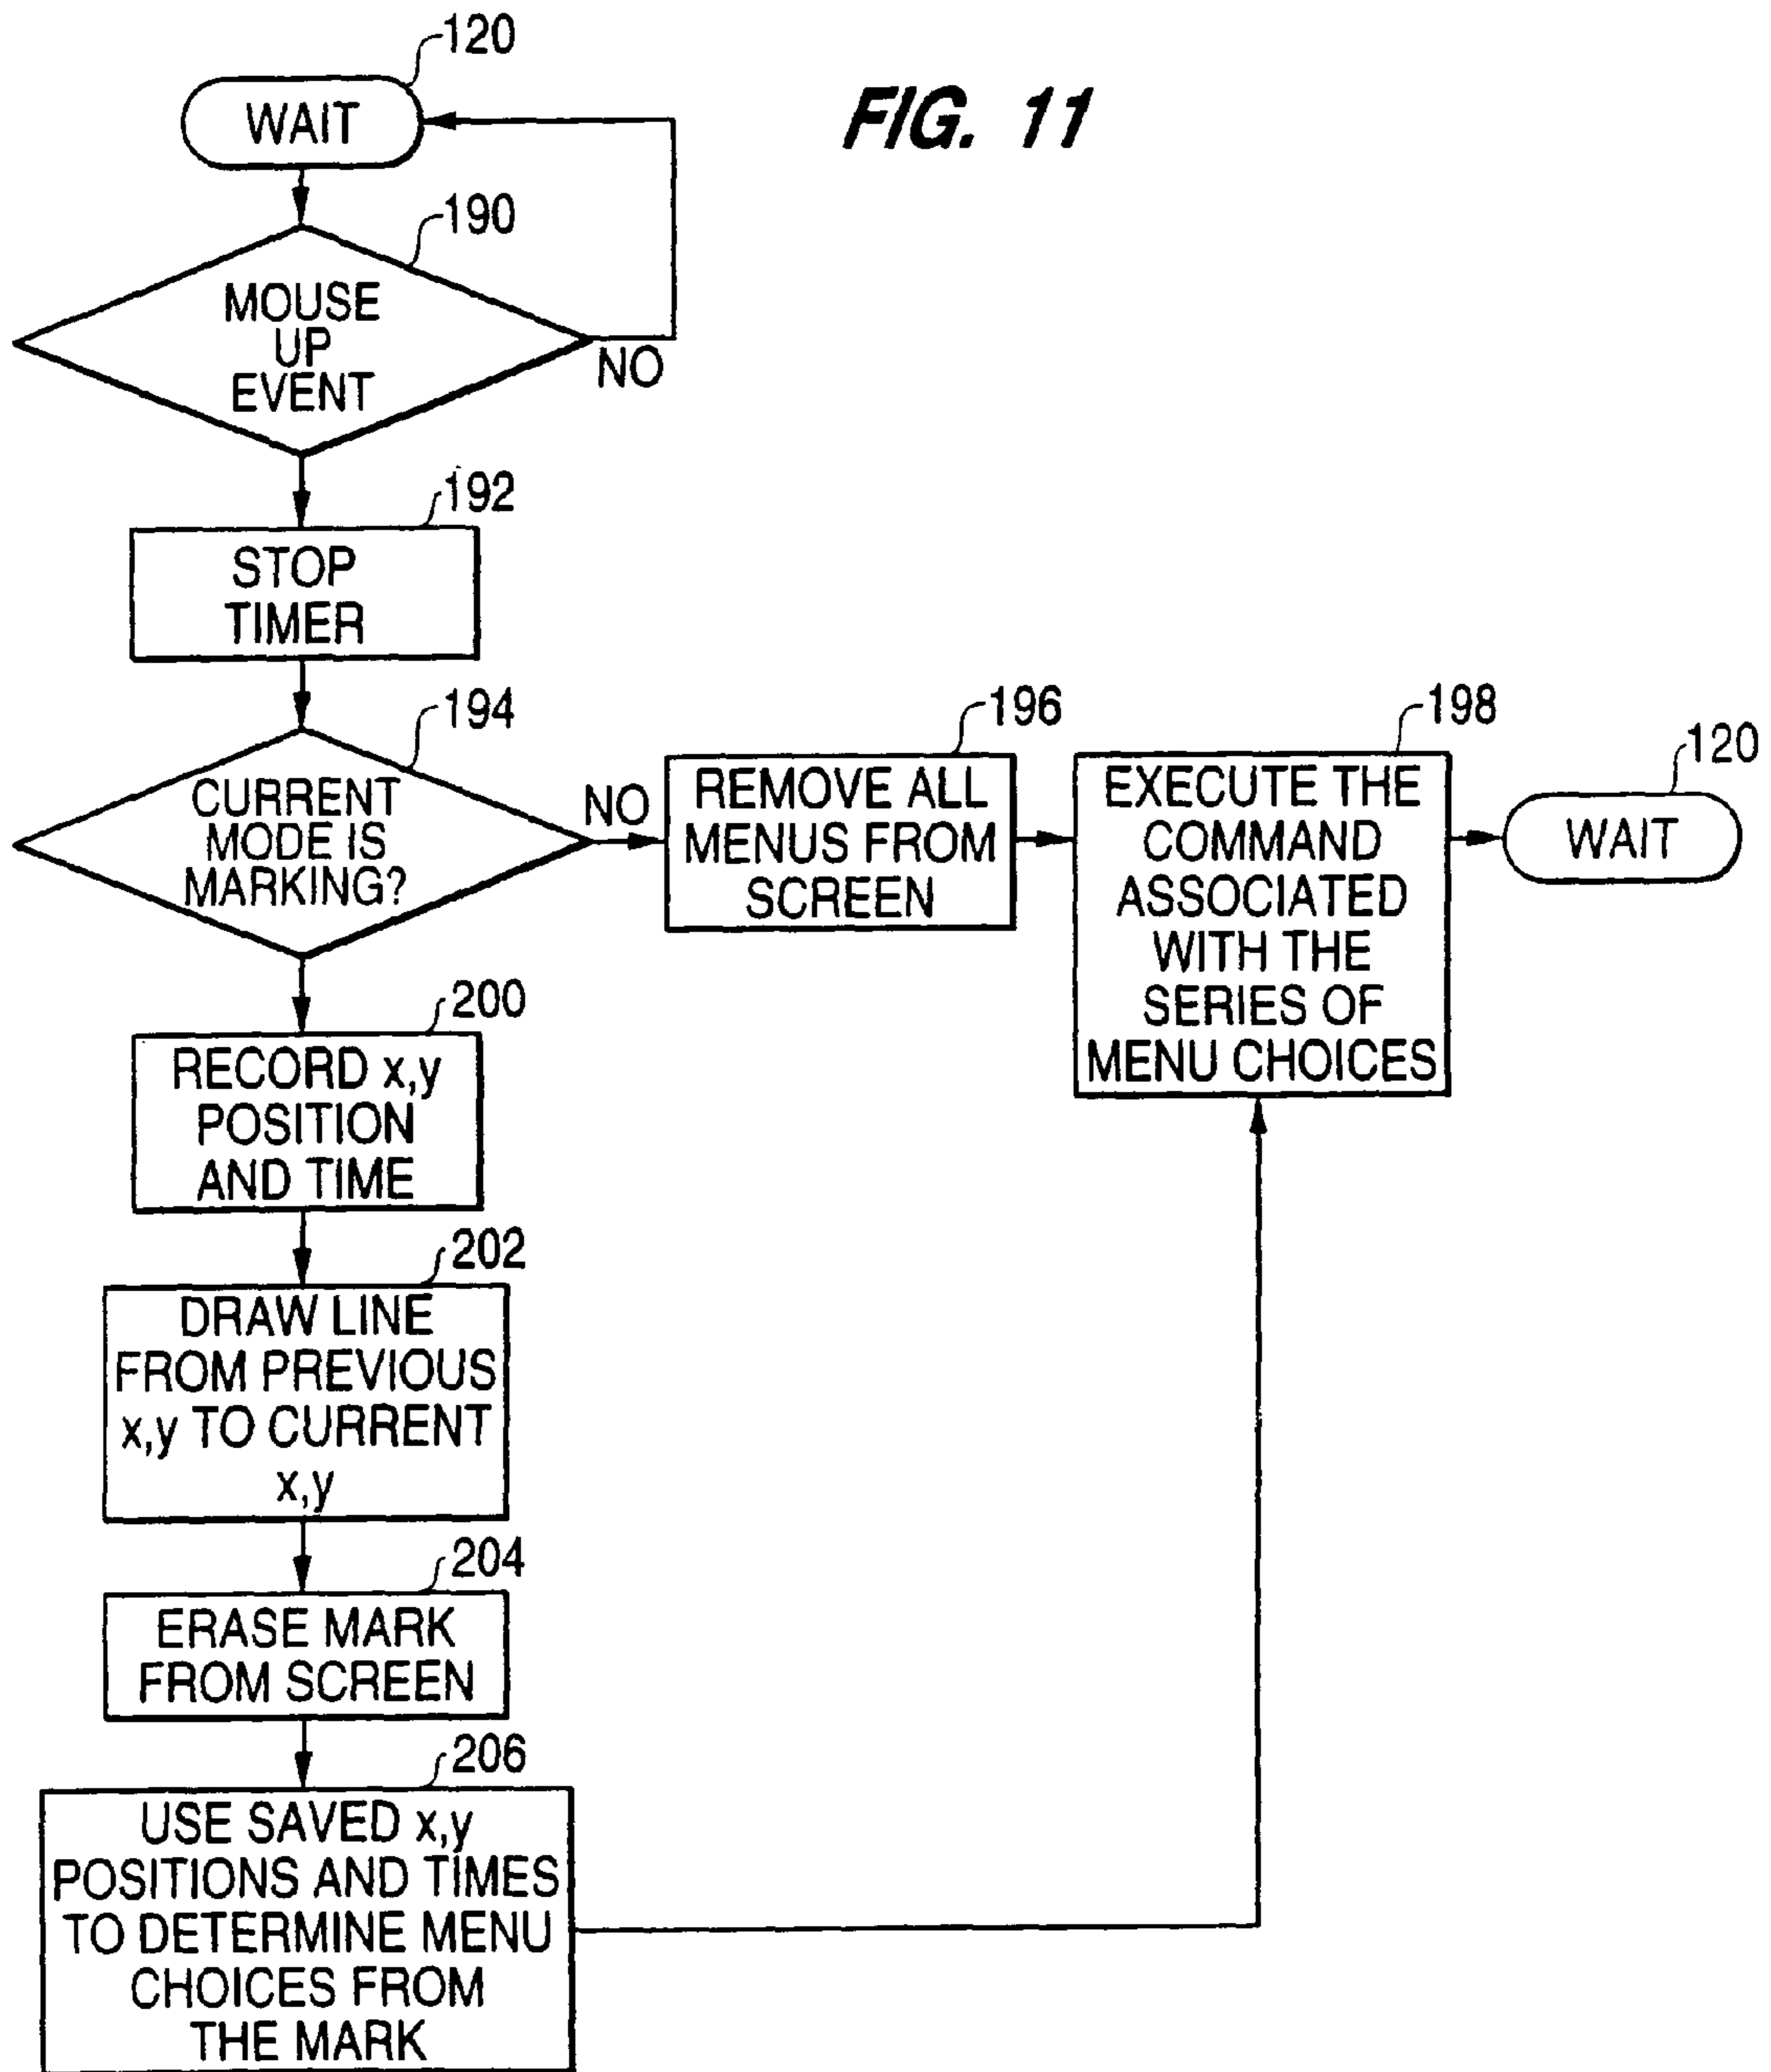 120
WAIT
FIG. 11
190
MOUSE
UP
EVENT
NO
192
STOP
TIMER
194
CURRENT
MODE IS
MARKING?
NO
196
REMOVE ALL
MENUS FROM
SCREEN
198
EXECUTE THE
COMMAND
ASSOCIATED
WITH THE
SERIES OF
MENU CHOICES
120
WAIT
200
RECORD x,y
POSITION
AND TIME
202
DRAW LINE
FROM PREVIOUS
x,y TO CURRENT
x,y
204
ERASE MARK
FROM SCREEN
206
USE SAVED x,y
POSITIONS AND TIMES
TO DETERMINE MENU
CHOICES FROM
THE MARK